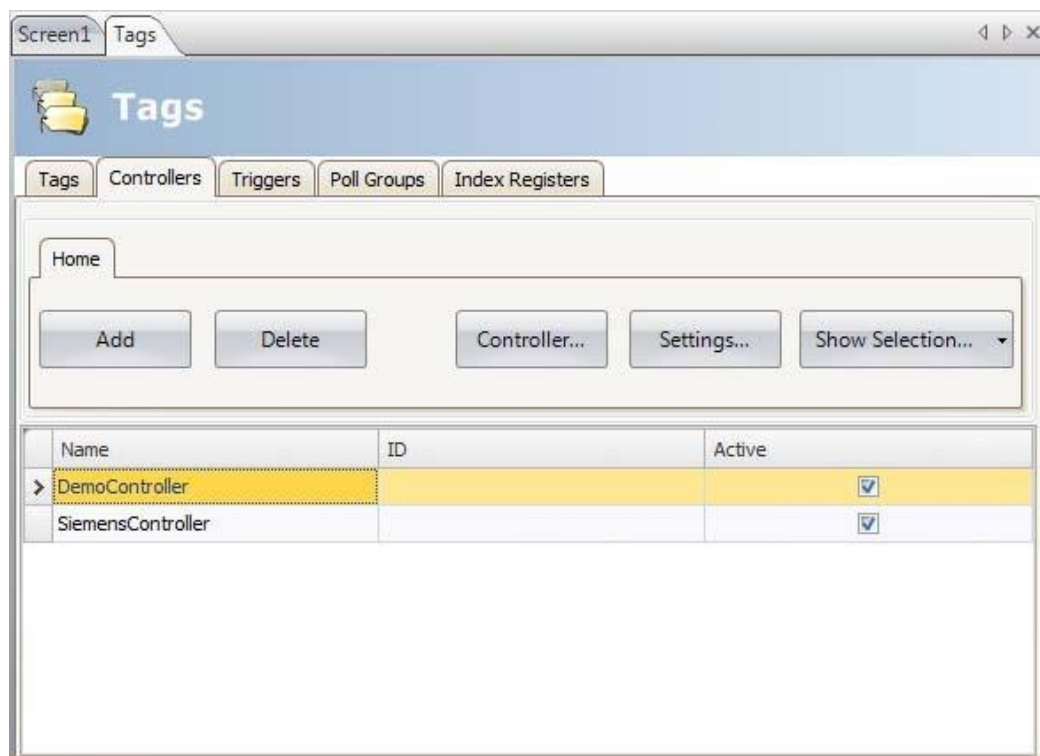 Screen1 Tags
Tags
Tags Controllers Triggers Poll Groups Index Registers
Home
Add Delete Controller... Settings... Show Selection...
Name ID Active
DemoController
SiemensController